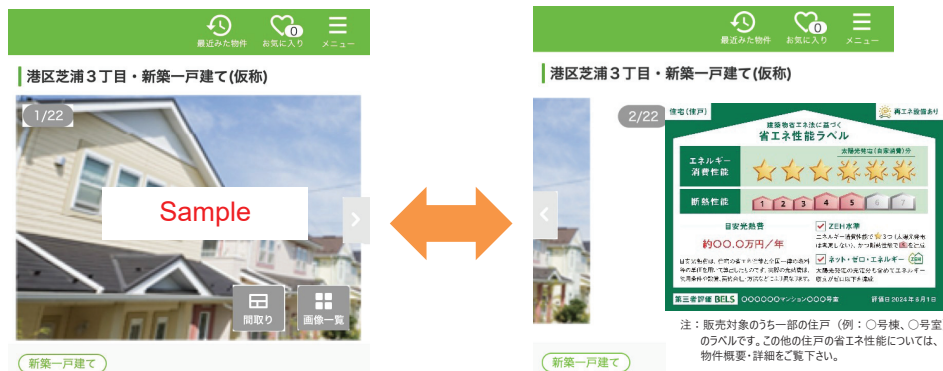 最近みた物件 お気に入り 0 メニュー
港区芝浦３丁目・新築一戸建て(仮称)
1/22
Sample
間取り 画像一覧
新築一戸建て
最近みた物件 お気に入り 0 メニュー
港区芝浦３丁目・新築一戸建て(仮称)
2/22
住宅(住戸) 再エネ設備あり
建築物省エネ法に基づく
省エネ性能ラベル
太陽光発電(自家消費)分
エネルギー
消費性能
断熱性能 1 2 3 4 5 6 7
目安光熱費
約〇〇.〇万円／年
ZEH水準
ネット・ゼロ・エネルギー ZEH
第三者評価 BELS 〇〇〇〇〇〇マンション〇〇〇号室 評価日2024年8月1日
新築一戸建て
注：販売対象のうち一部の住戸（例：〇号棟、〇号室
のラベルです。この他の住戸の省エネ性能については、
物件概要・詳細をご覧下さい。